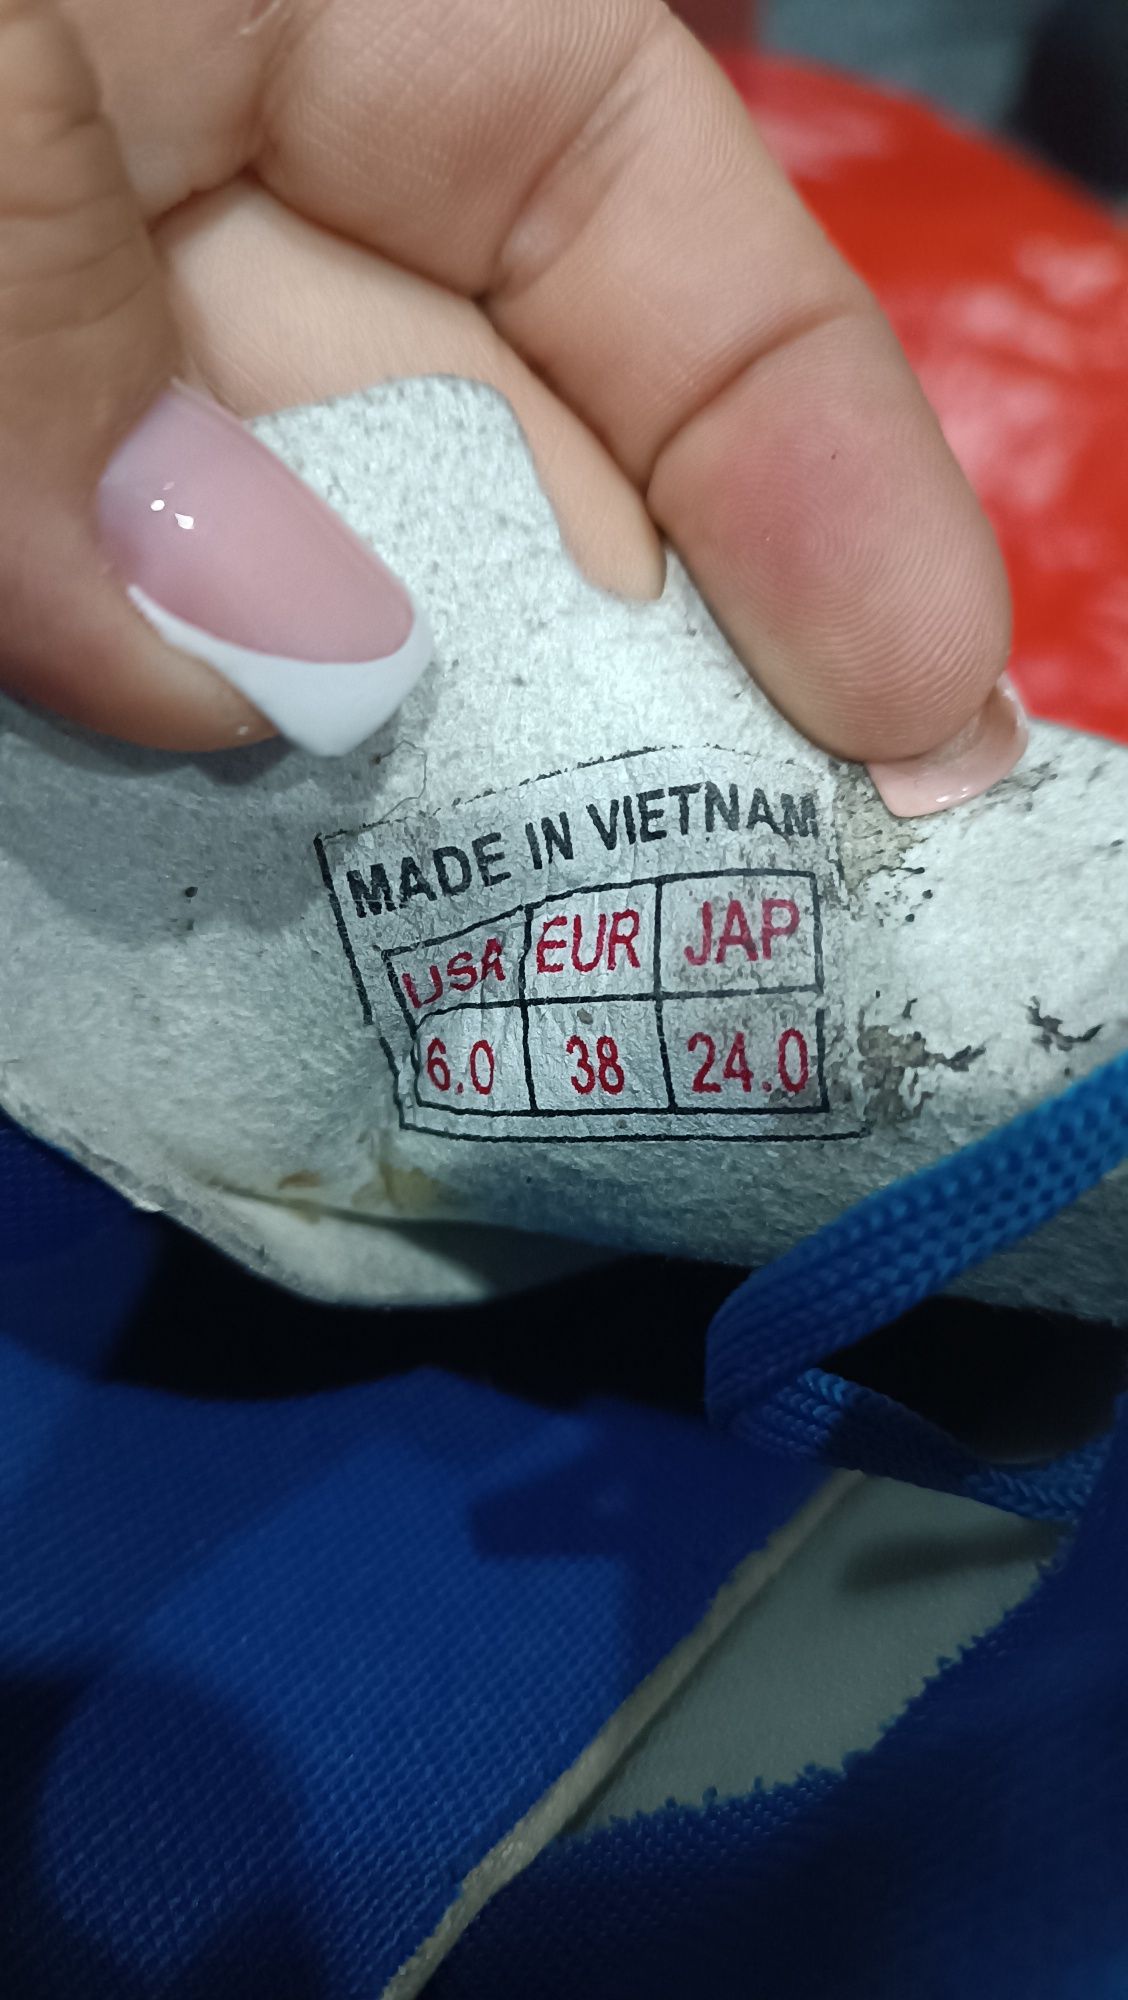 MADE IN VIETNAM
USA EUR JAP
6.0 38 24.0